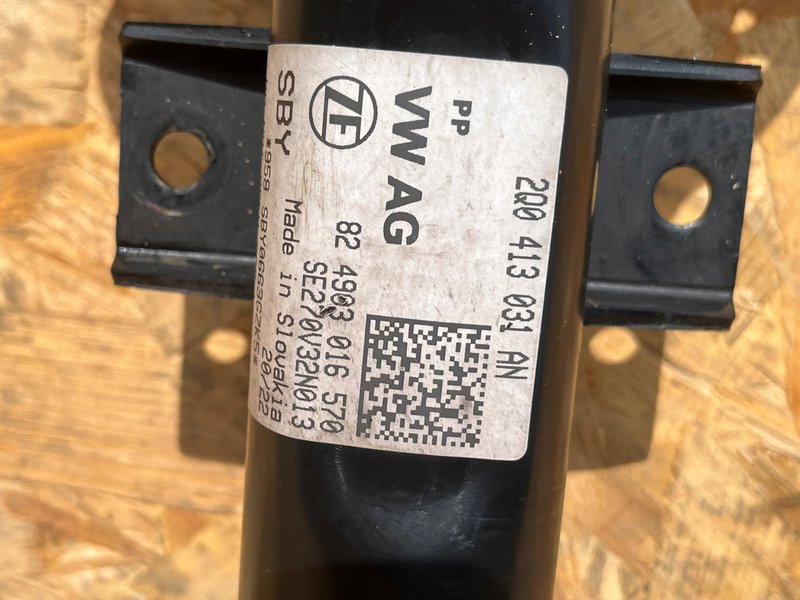 2Q0 413 031 AN
PP
VW AG
82 4903 016 570
SE270V32N013
ZF
Made in Slovakia
SBY
20/22